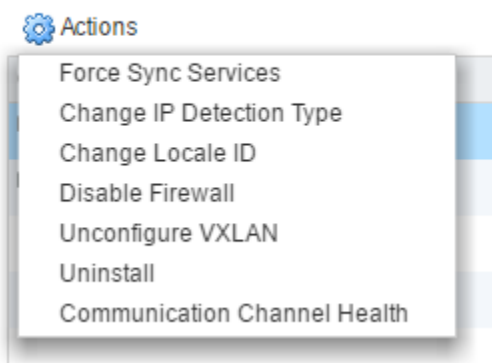 Actions
Force Sync Services
Change IP Detection Type
Change Locale ID
Disable Firewall
Unconfigure VXLAN
Uninstall
Communication Channel Health